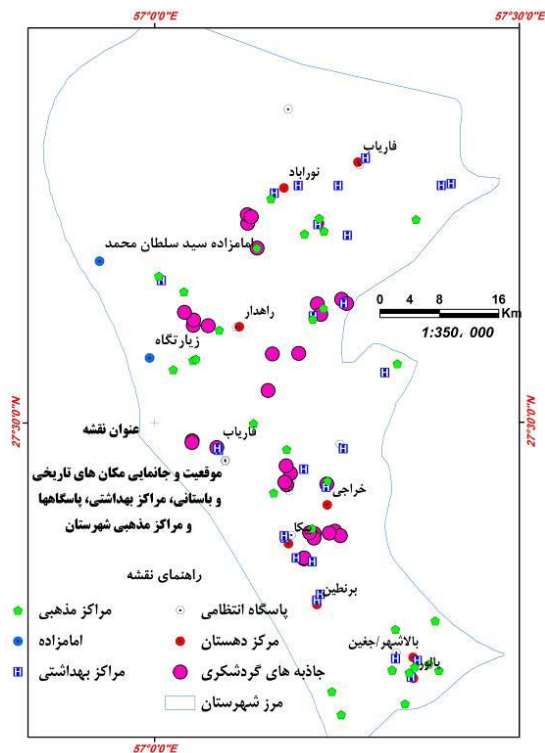 57°0'0"E
57°30'0"E
فاریاب
نوراباد
امامزاده سید سلطان محمد
راهدار
0 4 8 16
Km
1:350, 000
زیارتگاه
27°30'0"N
27°30'0"N
عنوان نقشه
فاریاب
موقعیت و جانمایی مکان های تاریخی
و باستانی، مراکز بهداشتی، پاسگاهها
و مراکز مذهبی شهرستان
خراجی
راهنمای نقشه
برنطین
مراکز مذهبی
پاسگاه انتظامی
بالاشهر/جغین
امامزاده
مرکز دهستان
مراکز بهداشتی
جاذبه های گردشگری
مرز شهرستان
57°0'0"E